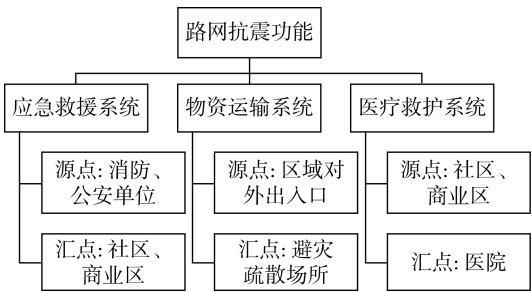 路网抗震功能
应急救援系统
物资运输系统
医疗救护系统
源点: 消防、
公安单位
源点: 区域对
外出入口
源点: 社区、
商业区
汇点: 社区、
商业区
汇点: 避灾
疏散场所
汇点: 医院